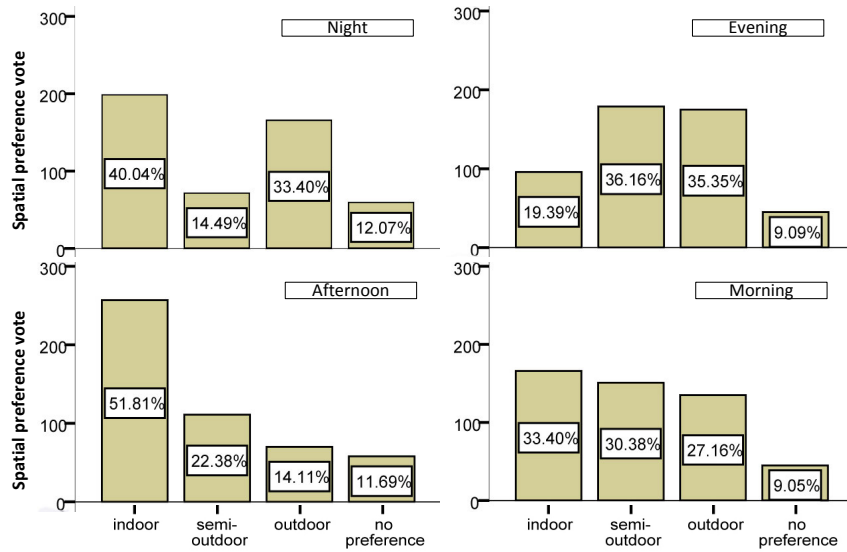 Spatial preference vote
300
200
100
0
Night
40.04%
14.49%
33.40%
12.07%
300
200
100
0
Evening
19.39%
36.16%
35.35%
9.09%
Spatial preference vote
300
200
100
0
Afternoon
51.81%
22.38%
14.11%
11.69%
indoor
semi-
outdoor
outdoor
no
preference
300
200
100
0
Morning
33.40%
30.38%
27.16%
9.05%
indoor
semi-
outdoor
outdoor
no
preference